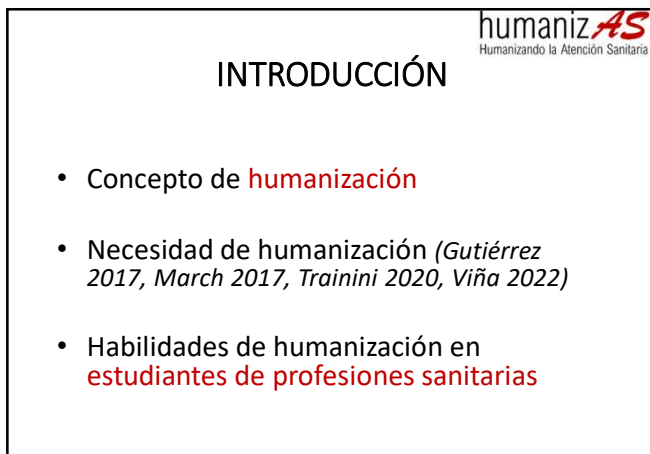 humanizAS
Humanizando la Atención Sanitaria
INTRODUCCIÓN
• Concepto de humanización
• Necesidad de humanización (Gutiérrez
2017, March 2017, Trainini 2020, Viña 2022)
• Habilidades de humanización en
estudiantes de profesiones sanitarias